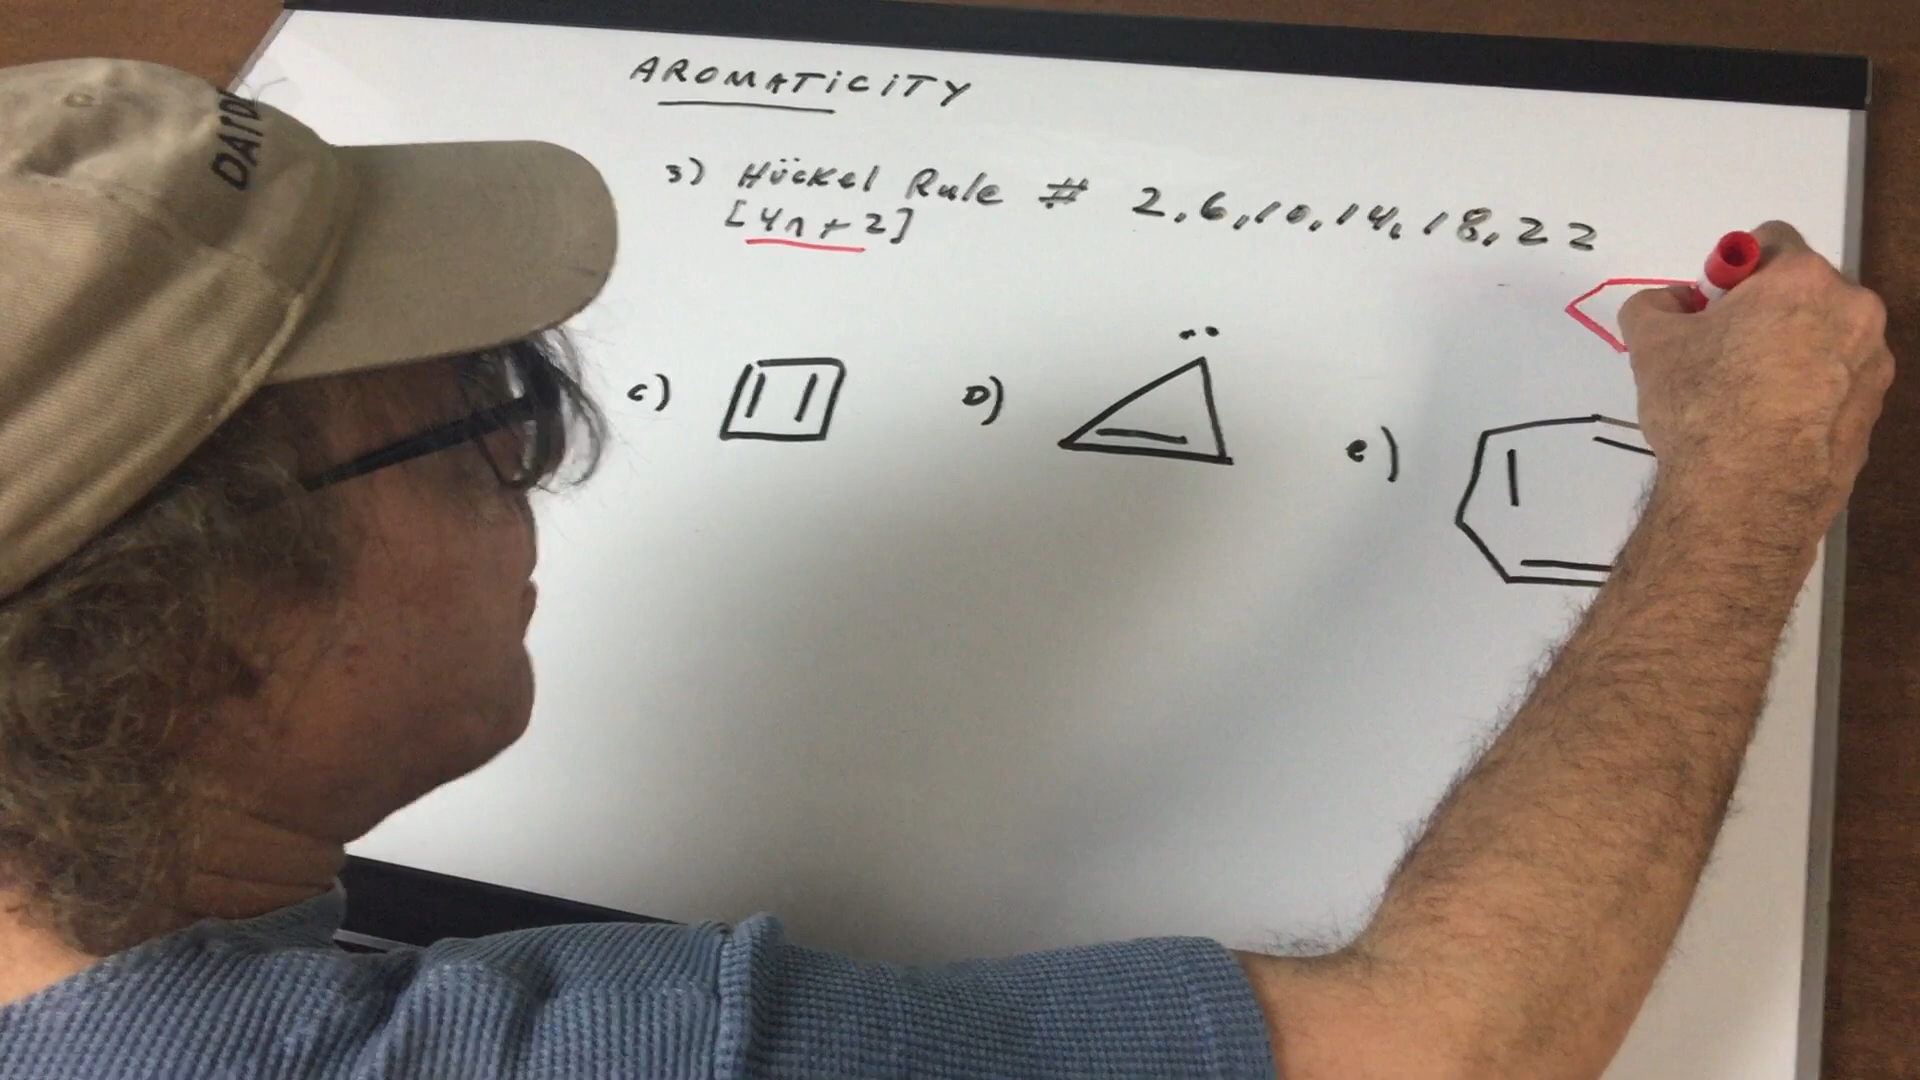 AROMATiCiTY
3) Hückel Rule # 2,6,10,14,18,22
[4n+2]
c)
D)
e)